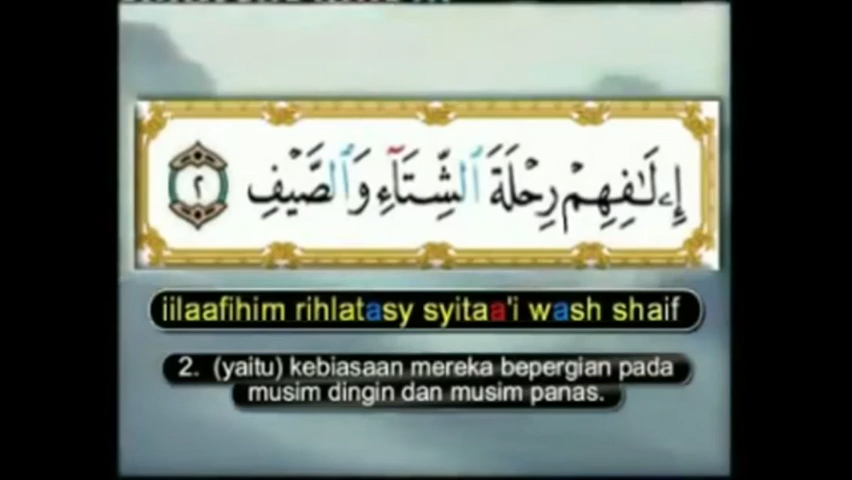 إِۦلَٰفِهِمْ رِحْلَةَ ٱلشِّتَآءِ وَٱلصَّيْفِ ٢
iilaafihim rihlatasy syitaa'i wash shaif
2. (yaitu) kebiasaan mereka bepergian pada
musim dingin dan musim panas.